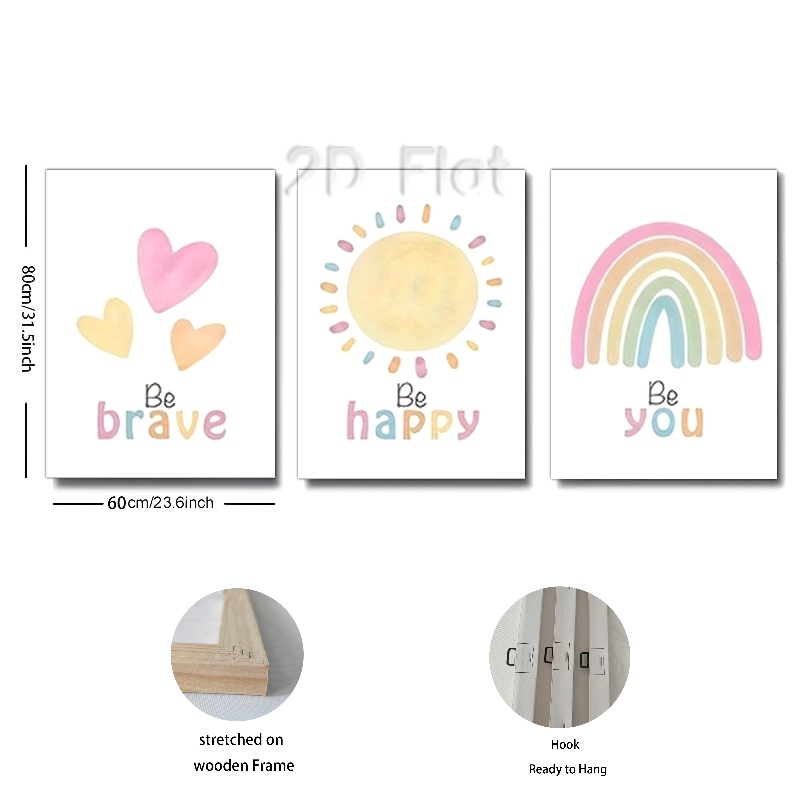 2D Flat
80cm/31.5inch
Be
brave
Be
happy
Be
you
60cm/23.6inch
stretched on
wooden Frame
Hook
Ready to Hang